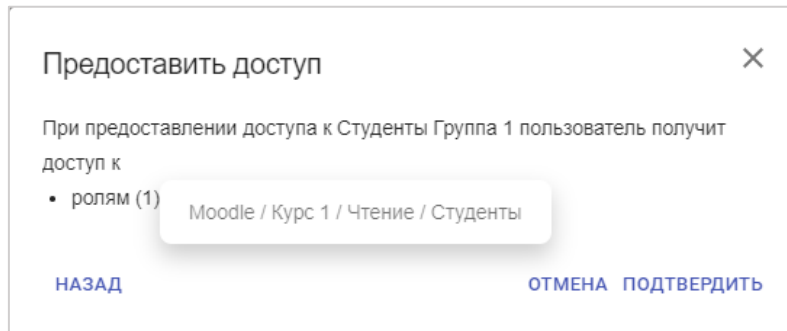 Предоставить доступ
При предоставлении доступа к Студенты Группа 1 пользователь получит
доступ к
• ролям (1)
Moodle / Курс 1 / Чтение / Студенты
НАЗАД
ОТМЕНА ПОДТВЕРДИТЬ